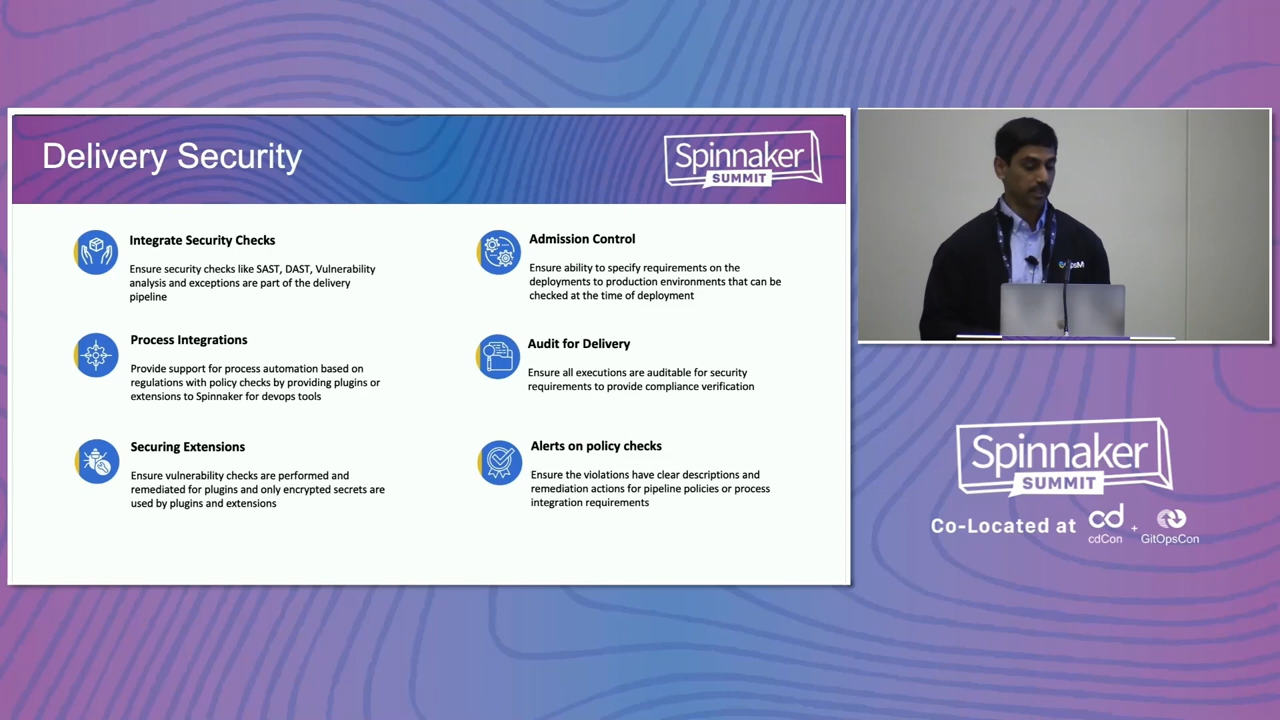 Delivery Security
Spinnaker
SUMMIT
Integrate Security Checks
Ensure security checks like SAST, DAST, Vulnerability
analysis and exceptions are part of the delivery
pipeline
Process Integrations
Provide support for process automation based on
regulations with policy checks by providing plugins or
extensions to Spinnaker for devops tools
Securing Extensions
Ensure vulnerability checks are performed and
remediated for plugins and only encrypted secrets are
used by plugins and extensions
Admission Control
Ensure ability to specify requirements on the
deployments to production environments that can be
checked at the time of deployment
Audit for Delivery
Ensure all executions are auditable for security
requirements to provide compliance verification
Alerts on policy checks
Ensure the violations have clear descriptions and
remediation actions for pipeline policies or process
integration requirements
Spinnaker
SUMMIT
Co-Located at cd + 
cdCon GitOpsCon